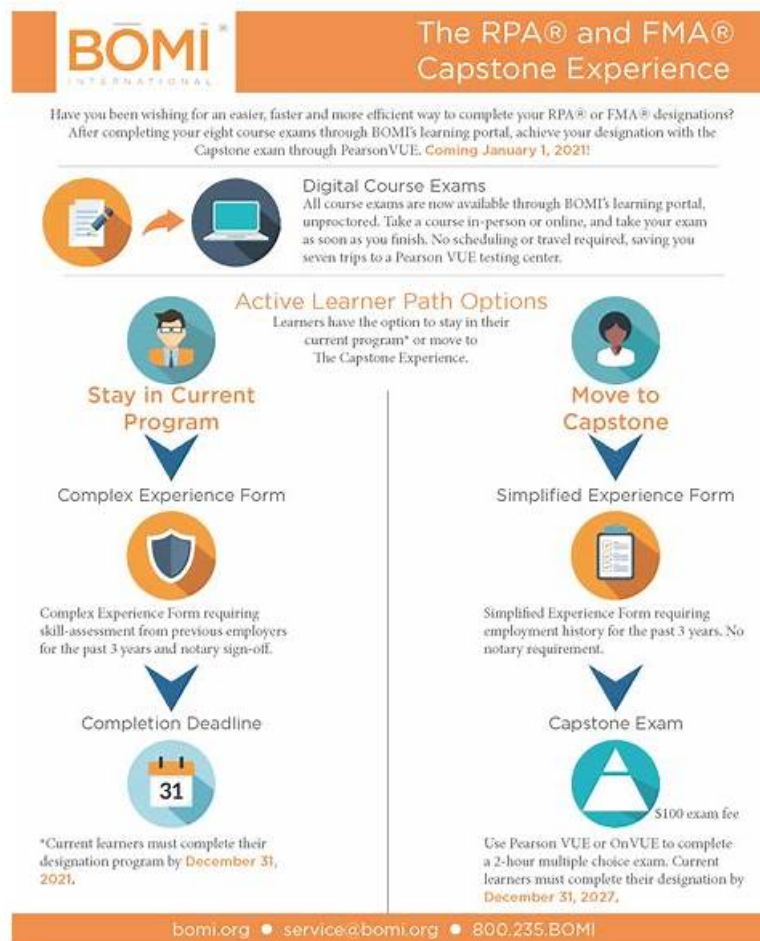 BOMI®
INTERNATIONAL
The RPA® and FMA®
Capstone Experience
Have you been wishing for an easier, faster and more efficient way to complete your RPA® or FMA® designations?
After completing your eight course exams through BOMI's learning portal, achieve your designation with the
Capstone exam through PearsonVUE. Coming January 1, 2021!
Digital Course Exams
All course exams are now available through BOMI's learning portal,
unproctored. Take a course in-person or online, and take your exam
as soon as you finish. No scheduling or travel required, saving you
seven trips to a Pearson VUE testing center.
Active Learner Path Options
Learners have the option to stay in their
current program* or move to
The Capstone Experience.
Stay in Current
Program
Complex Experience Form
Complex Experience Form requiring
skill-assessment from previous employers
for the past 3 years and notary sign-off.
Completion Deadline
31
*Current learners must complete their
designation program by December 31,
2021.
Move to
Capstone
Simplified Experience Form
Simplified Experience Form requiring
employment history for the past 3 years. No
notary requirement.
Capstone Exam
$100 exam fee
Use Pearson VUE or OnVUE to complete
a 2-hour multiple choice exam. Current
learners must complete their designation by
December 31, 2027.
bomi.org ● service@bomi.org ● 800.235.BOMI